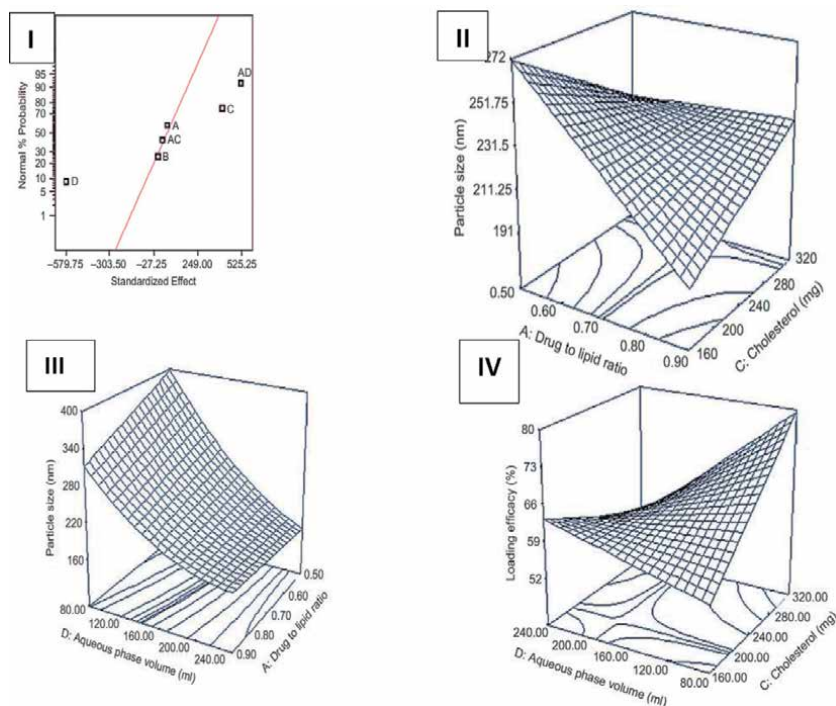 I
Normal % Probability
95
90
80
70
50
30
20
10
5
1
AD
C
A
AC
B
D
–579.75 –303.50 –27.25 249.00 525.25
Standardized Effect
II
Particle size (nm)
272
251.75
231.5
211.25
191
0.50
0.60
0.70
0.80
0.90
A: Drug to lipid ratio
160
200
240
280
320
C: Cholesterol (mg)
III
Particle size (nm)
400
340
280
220
160
80.00
120.00
160.00
200.00
240.00
D: Aqueous phase volume (ml)
0.90
0.80
0.70
0.60
0.50
A: Drug to lipid ratio
IV
Loading efficacy (%)
80
73
66
59
52
240.00
200.00
160.00
120.00
80.00
D: Aqueous phase volume (ml)
160.00
200.00
240.00
280.00
320.00
C: Cholesterol (mg)